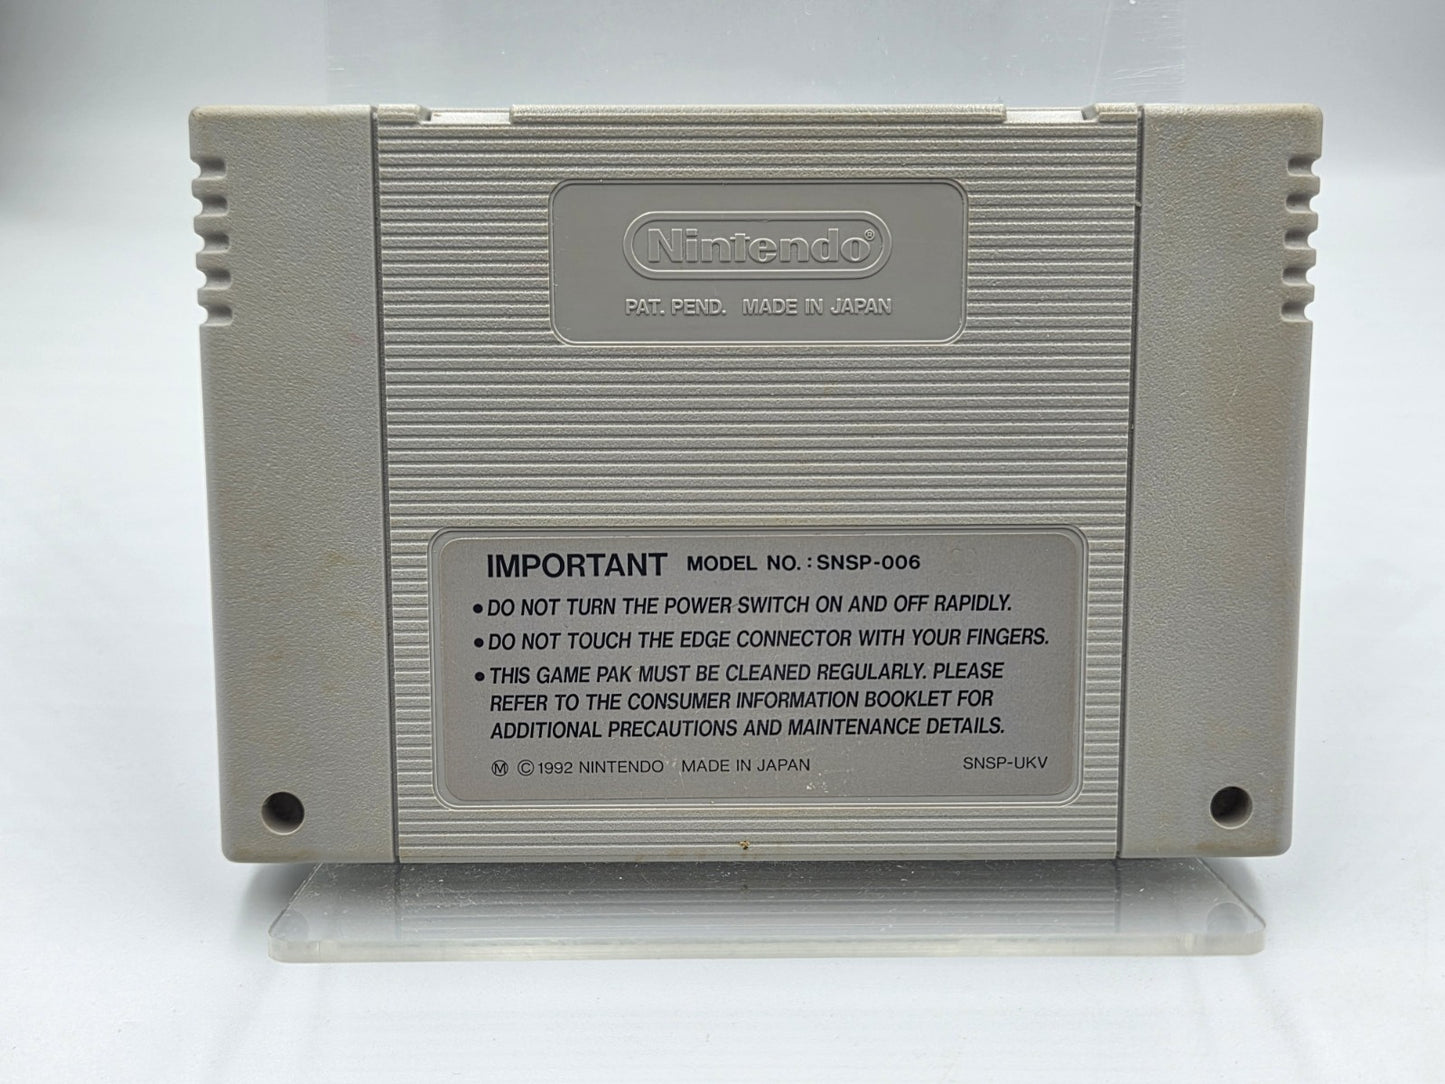 Nintendo®
PAT. PEND. MADE IN JAPAN
IMPORTANT MODEL NO. : SNSP-006
●DO NOT TURN THE POWER SWITCH ON AND OFF RAPIDLY.
●DO NOT TOUCH THE EDGE CONNECTOR WITH YOUR FINGERS.
●THIS GAME PAK MUST BE CLEANED REGULARLY. PLEASE
REFER TO THE CONSUMER INFORMATION BOOKLET FOR
ADDITIONAL PRECAUTIONS AND MAINTENANCE DETAILS.
Ⓜ ©1992 NINTENDO MADE IN JAPAN SNSP-UKV